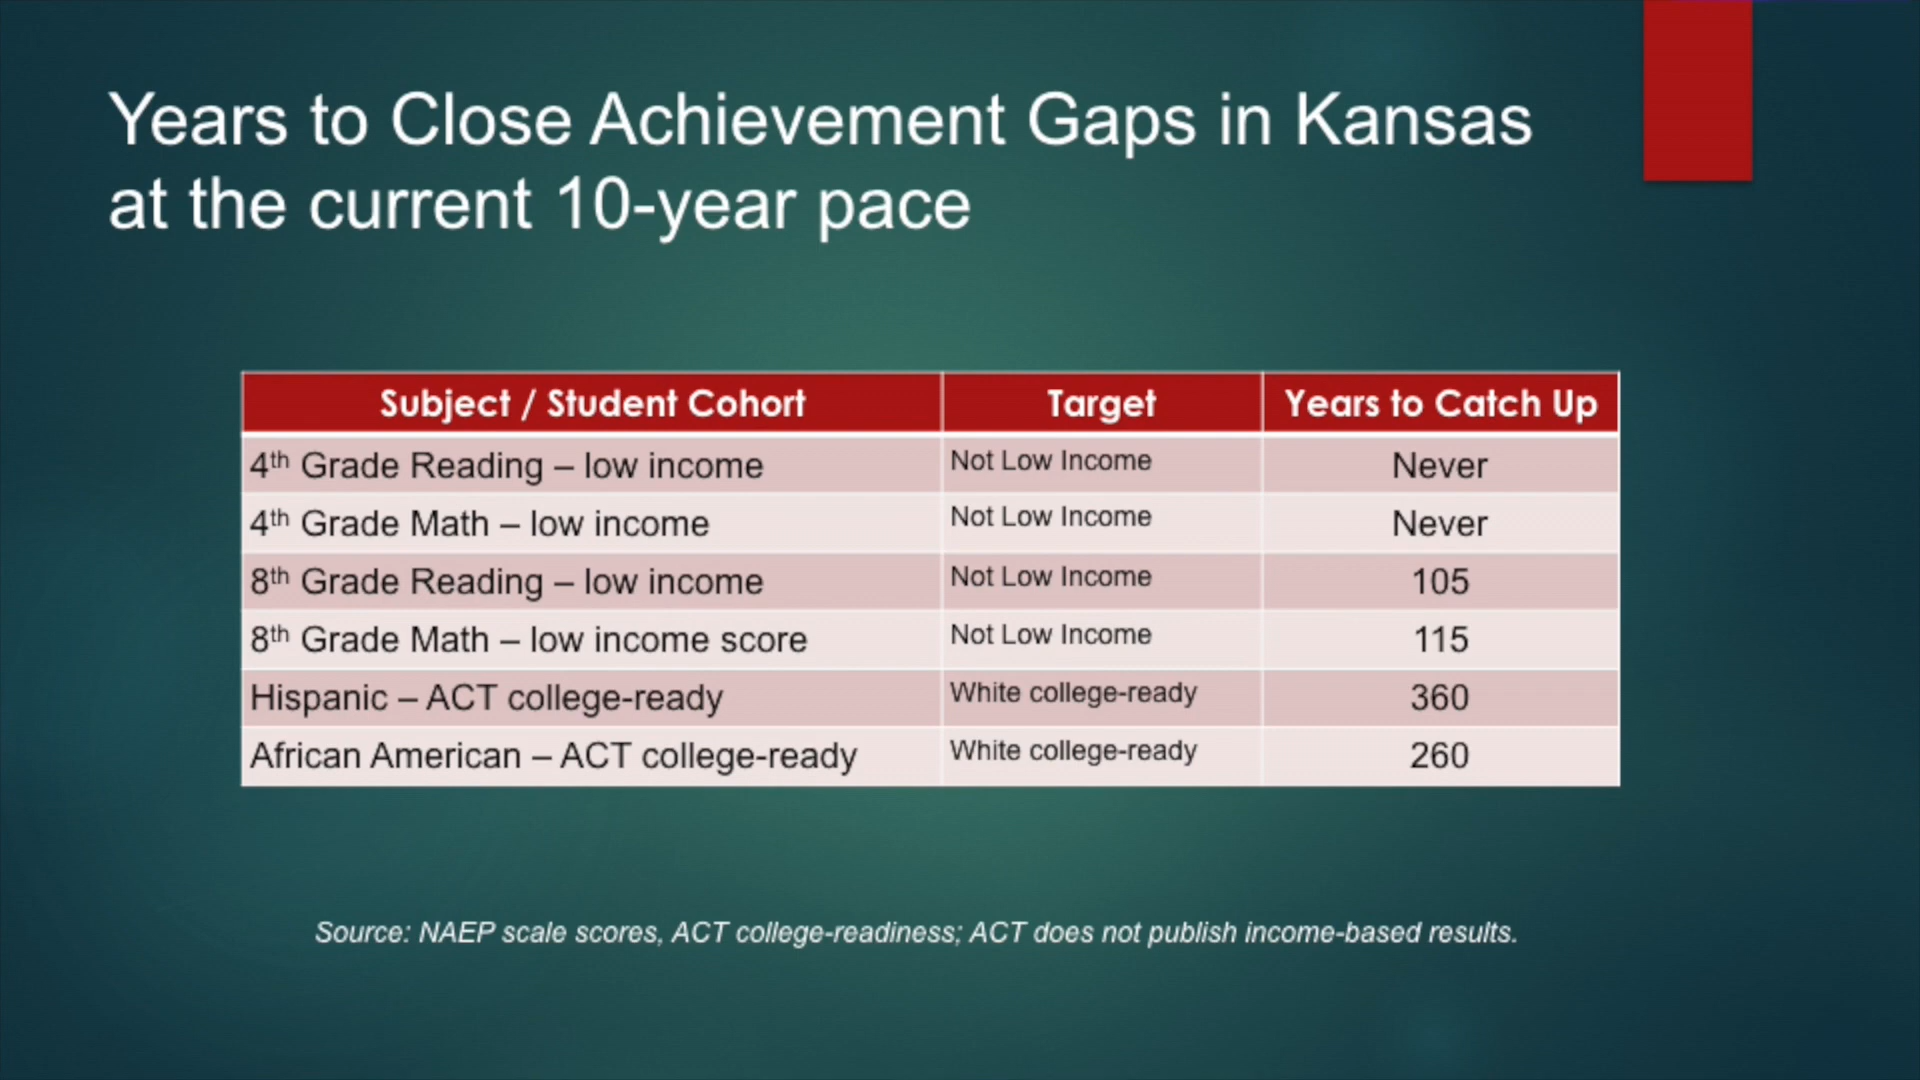 Years to Close Achievement Gaps in Kansas
at the current 10-year pace
Subject / Student Cohort Target Years to Catch Up
4th Grade Reading – low income Not Low Income Never
4th Grade Math – low income Not Low Income Never
8th Grade Reading – low income Not Low Income 105
8th Grade Math – low income score Not Low Income 115
Hispanic – ACT college-ready White college-ready 360
African American – ACT college-ready White college-ready 260
Source: NAEP scale scores, ACT college-readiness; ACT does not publish income-based results.